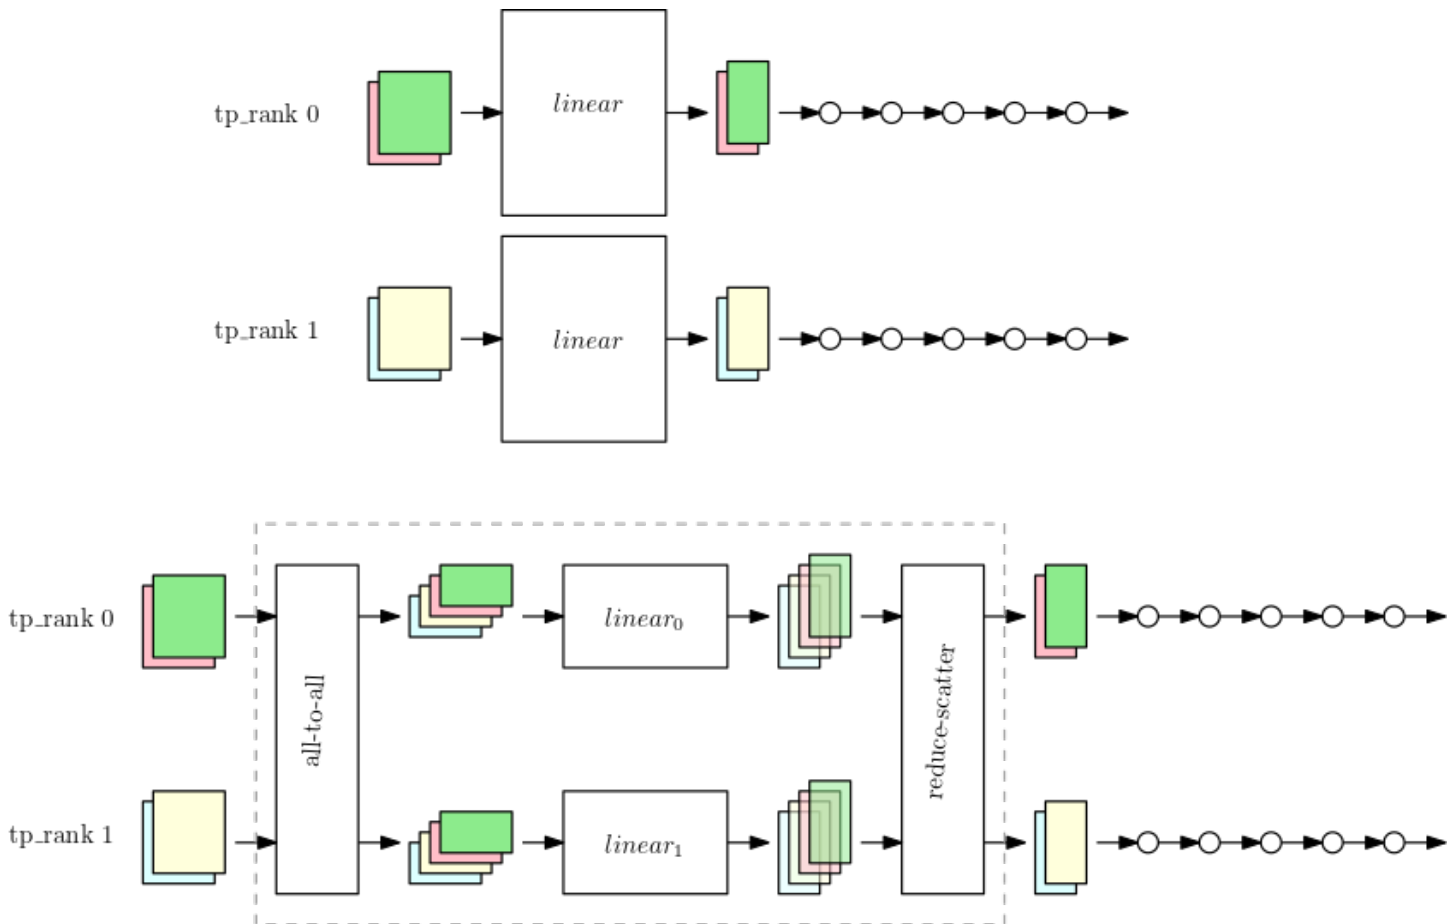 tp_rank 0
linear
tp_rank 1
linear
tp_rank 0
all-to-all
linear₀
reduce-scatter
tp_rank 1
linear₁